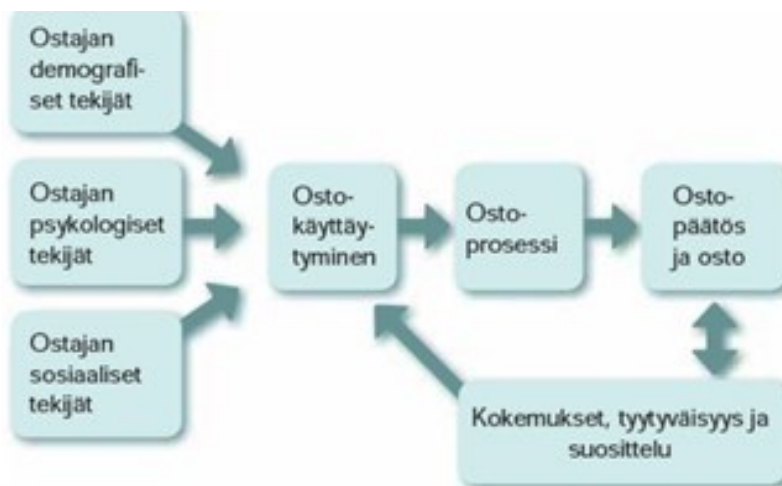 Ostajan
demografi-
set tekijät
Ostajan
psykologiset
tekijät
Ostajan
sosiaaliset
tekijät
Osto-
käyttäy-
tyminen
Osto-
prosessi
Osto-
päätös
ja osto
Kokemukset, tyytyväisyys ja
suosittelu